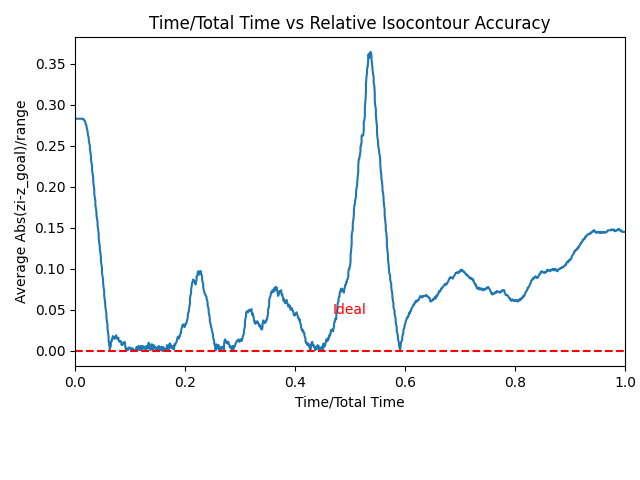 Time/Total Time vs Relative Isocontour Accuracy
Average Abs(zi-z_goal)/range
0.35
0.30
0.25
0.20
0.15
0.10
0.05
0.00
Ideal
0.0 0.2 0.4 0.6 0.8 1.0
Time/Total Time